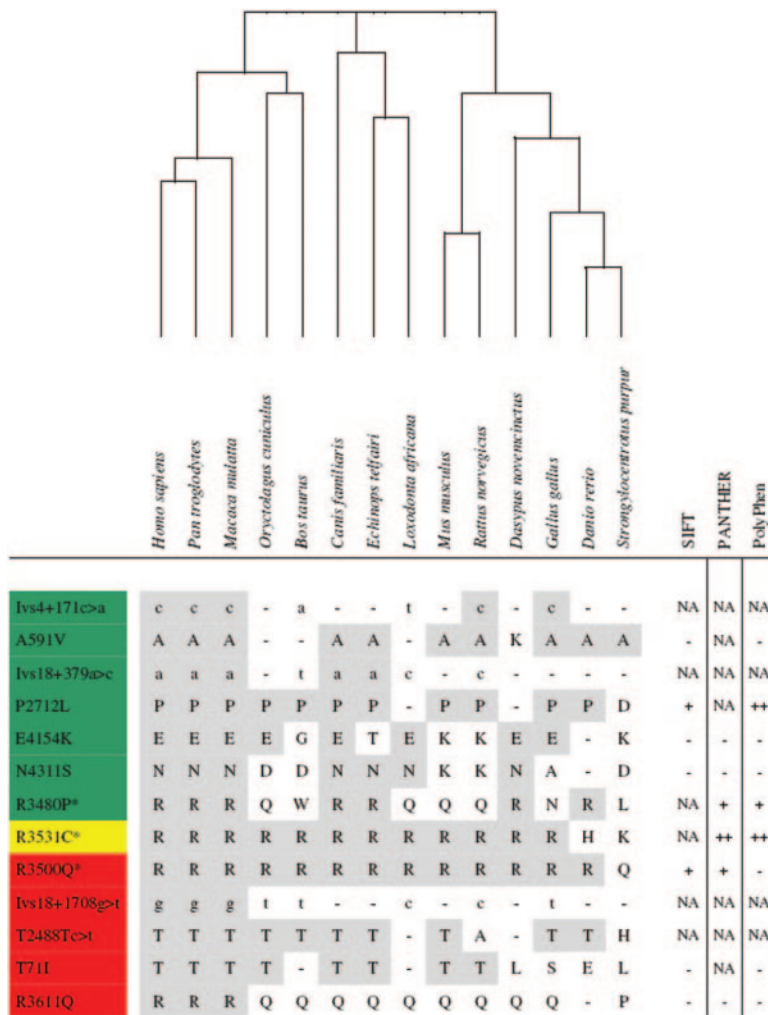 Homo sapiens
Pan troglodytes
Macaca mulatta
Oryctolagus cuniculus
Bos taurus
Canis familiaris
Echinops telfairi
Loxodonta africana
Mus musculus
Rattus norvegicus
Dasypus novemcinctus
Gallus gallus
Danio rerio
Strongylocentrotus purpur
SIFT
PANTHER
PolyPhen
Ivs4+171c>a c c c - a - - t - c - c - - NA NA NA
A591V A A A - - A A - A A K A A A - NA -
Ivs18+379a>c a a a - t a a c - c - - - - NA NA NA
P2712L P P P P P P P - P P - P P D + NA ++
E4154K E E E E G E T E K K E E - K - - -
N4311S N N N D D N N N K K N A - D - - -
R3480P* R R R Q W R R Q Q Q R N R L NA + +
R3531C* R R R R R R R R R R R R H K NA ++ ++
R3500Q* R R R R R R R R R R R R R Q + + -
Ivs18+1708g>t g g g t t - - c - c - t - - NA NA NA
T2488Tc>t T T T T T T T - T A - T T H NA NA NA
T71I T T T T - T T - T T L S E L - NA -
R3611Q R R R Q Q Q Q Q Q Q Q Q - P - - -